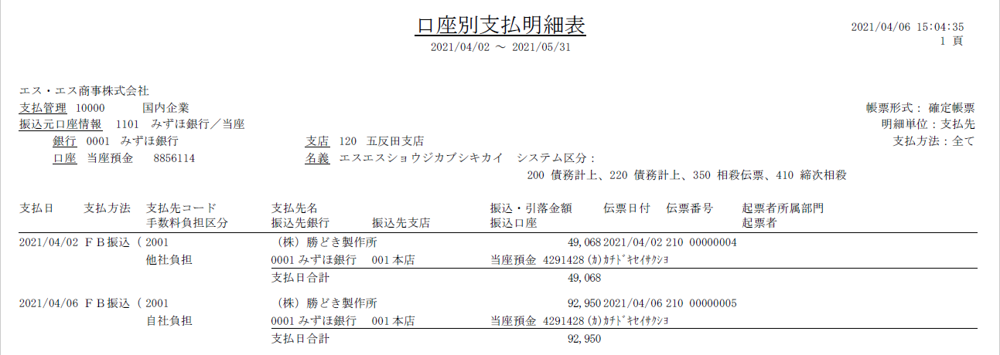 口座別支払明細表
2021/04/06 15:04:35
2021/04/02 ～ 2021/05/31
1 頁
エス・エス商事株式会社
支払管理 10000 国内企業 帳票形式： 確定帳票
振込元口座情報 1101 みずほ銀行／当座 明細単位：支払先
銀行 0001 みずほ銀行 支店 120 五反田支店 支払方法：全て
口座 当座預金 8856114 名義 エスエスショウジカブシキカイ システム区分：
200 債務計上、220 債務計上、350 相殺伝票、410 締次相殺
支払日 支払方法 支払先コード 支払先名 振込・引落金額 伝票日付 伝票番号 起票者所属部門
手数料負担区分 振込先銀行 振込先支店 振込口座 起票者
2021/04/02 ＦＢ振込（ 2001 （株）勝どき製作所 49,068 2021/04/02 210 00000004
他社負担 0001 みずほ銀行 001 本店 当座預金 4291428 (ｶ)ｶﾁﾄﾞｷｾｲｻｸｼﾖ
支払日合計 49,068
2021/04/06 ＦＢ振込（ 2001 （株）勝どき製作所 92,950 2021/04/06 210 00000005
自社負担 0001 みずほ銀行 001 本店 当座預金 4291428 (ｶ)ｶﾁﾄﾞｷｾｲｻｸｼﾖ
支払日合計 92,950